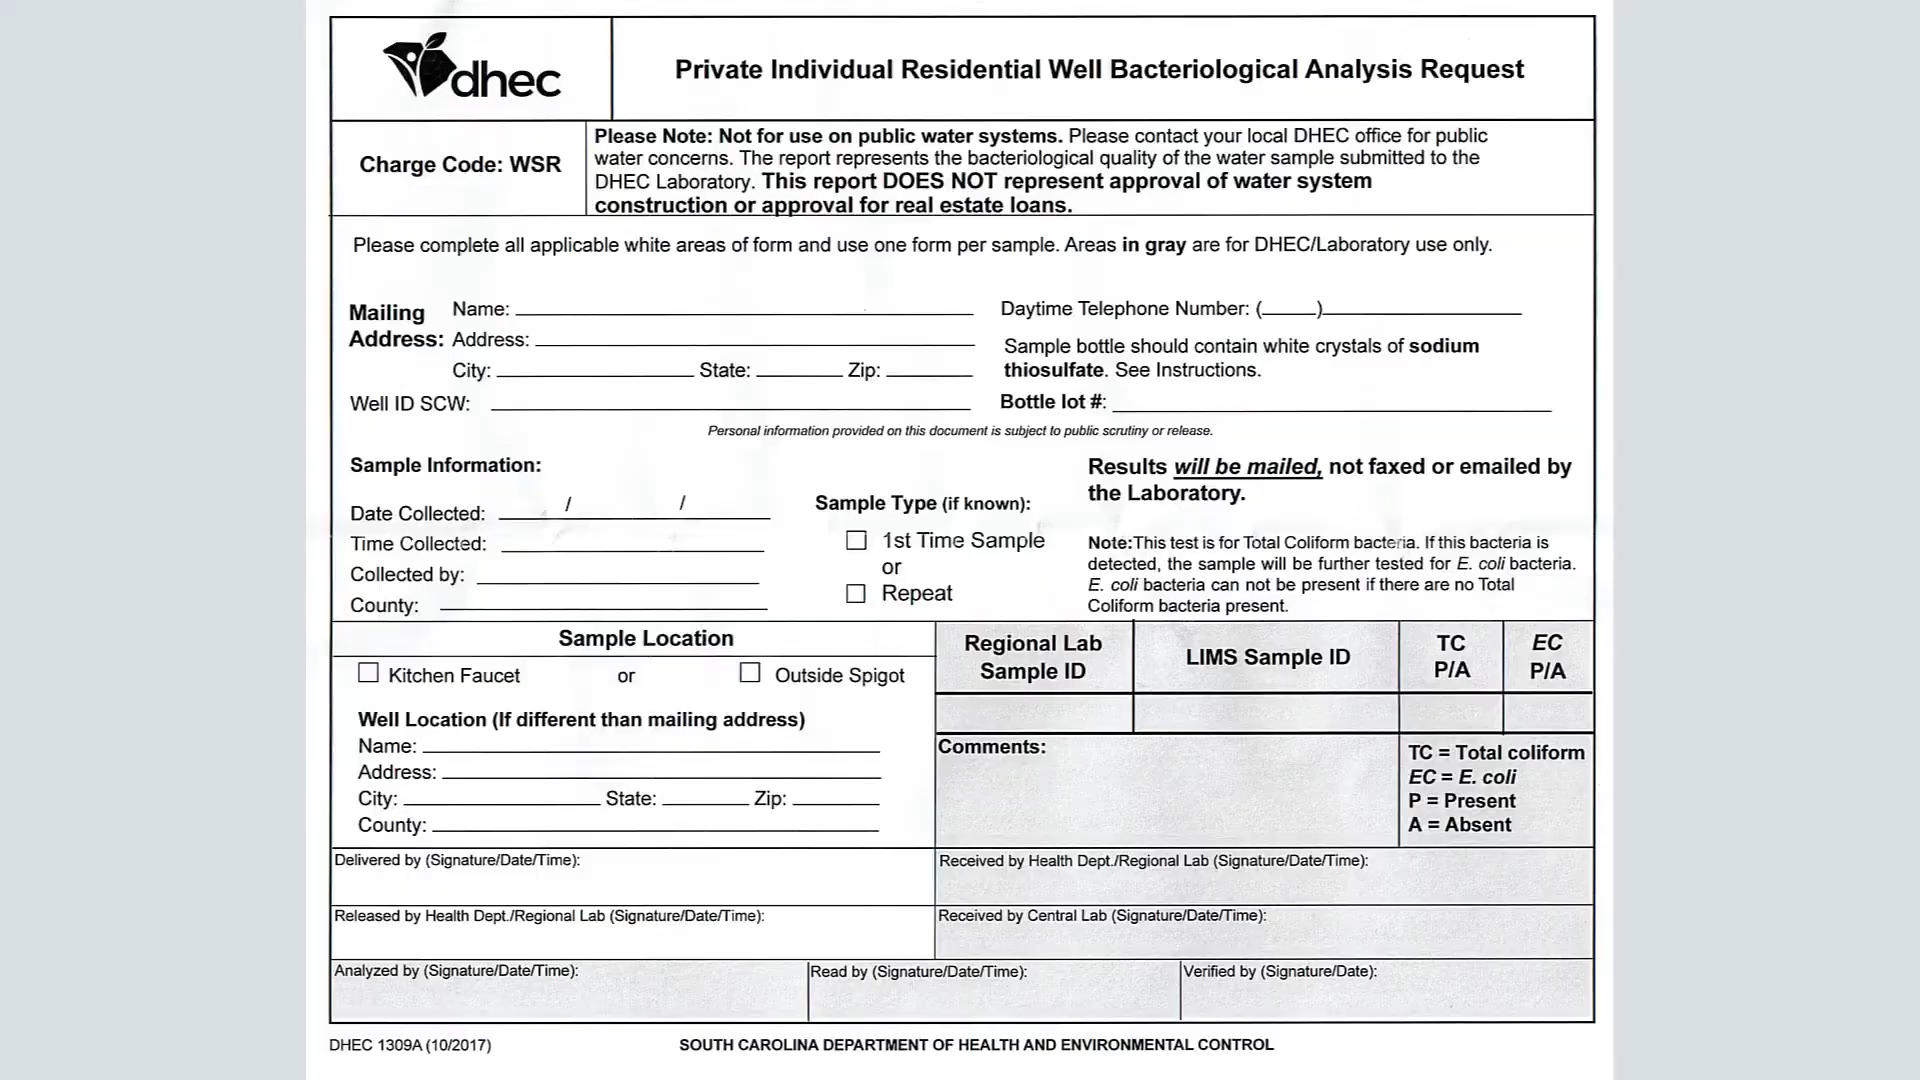 dhec
Private Individual Residential Well Bacteriological Analysis Request
Charge Code: WSR
Please Note: Not for use on public water systems. Please contact your local DHEC office for public
water concerns. The report represents the bacteriological quality of the water sample submitted to the
DHEC Laboratory. This report DOES NOT represent approval of water system
construction or approval for real estate loans.
Please complete all applicable white areas of form and use one form per sample. Areas in gray are for DHEC/Laboratory use only.
Mailing
Address:
Name:
Address:
City: State: Zip:
Well ID SCW:
Daytime Telephone Number: ( )
Sample bottle should contain white crystals of sodium
thiosulfate. See Instructions.
Bottle lot #:
Personal information provided on this document is subject to public scrutiny or release.
Sample Information:
Date Collected: / /
Time Collected:
Collected by:
County:
Sample Type (if known):
1st Time Sample
or
Repeat
Results will be mailed, not faxed or emailed by
the Laboratory.
Note:This test is for Total Coliform bacteria. If this bacteria is
detected, the sample will be further tested for E. coli bacteria.
E. coli bacteria can not be present if there are no Total
Coliform bacteria present.
Sample Location
Kitchen Faucet or Outside Spigot
Well Location (If different than mailing address)
Name:
Address:
City: State: Zip:
County:
Regional Lab
Sample ID
LIMS Sample ID
TC
P/A
EC
P/A
Comments:
TC = Total coliform
EC = E. coli
P = Present
A = Absent
Delivered by (Signature/Date/Time):
Received by Health Dept./Regional Lab (Signature/Date/Time):
Released by Health Dept./Regional Lab (Signature/Date/Time):
Received by Central Lab (Signature/Date/Time):
Analyzed by (Signature/Date/Time):
Read by (Signature/Date/Time):
Verified by (Signature/Date):
DHEC 1309A (10/2017)
SOUTH CAROLINA DEPARTMENT OF HEALTH AND ENVIRONMENTAL CONTROL